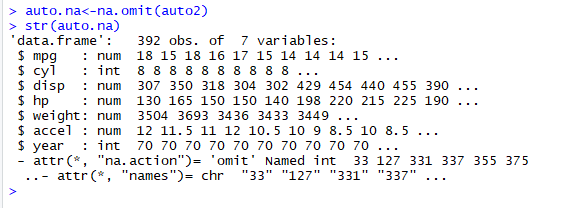 > auto.na<-na.omit(auto2)
> str(auto.na)
'data.frame':   392 obs. of  7 variables:
 $ mpg   : num  18 15 18 16 17 15 14 14 14 15 ...
 $ cyl   : int  8 8 8 8 8 8 8 8 8 ...
 $ disp  : num  307 350 318 304 302 429 454 440 455 390 ...
 $ hp    : num  130 165 150 150 140 198 220 215 225 190 ...
 $ weight: num  3504 3693 3436 3433 3449 ...
 $ accel : num  12 11.5 11 12 10.5 10 9 8.5 10 8.5 ...
 $ year  : int  70 70 70 70 70 70 70 70 70 70 ...
 - attr(*, "na.action")= 'omit' Named int  33 127 331 337 355 375
  ..- attr(*, "names")= chr  "33" "127" "331" "337" ...
>